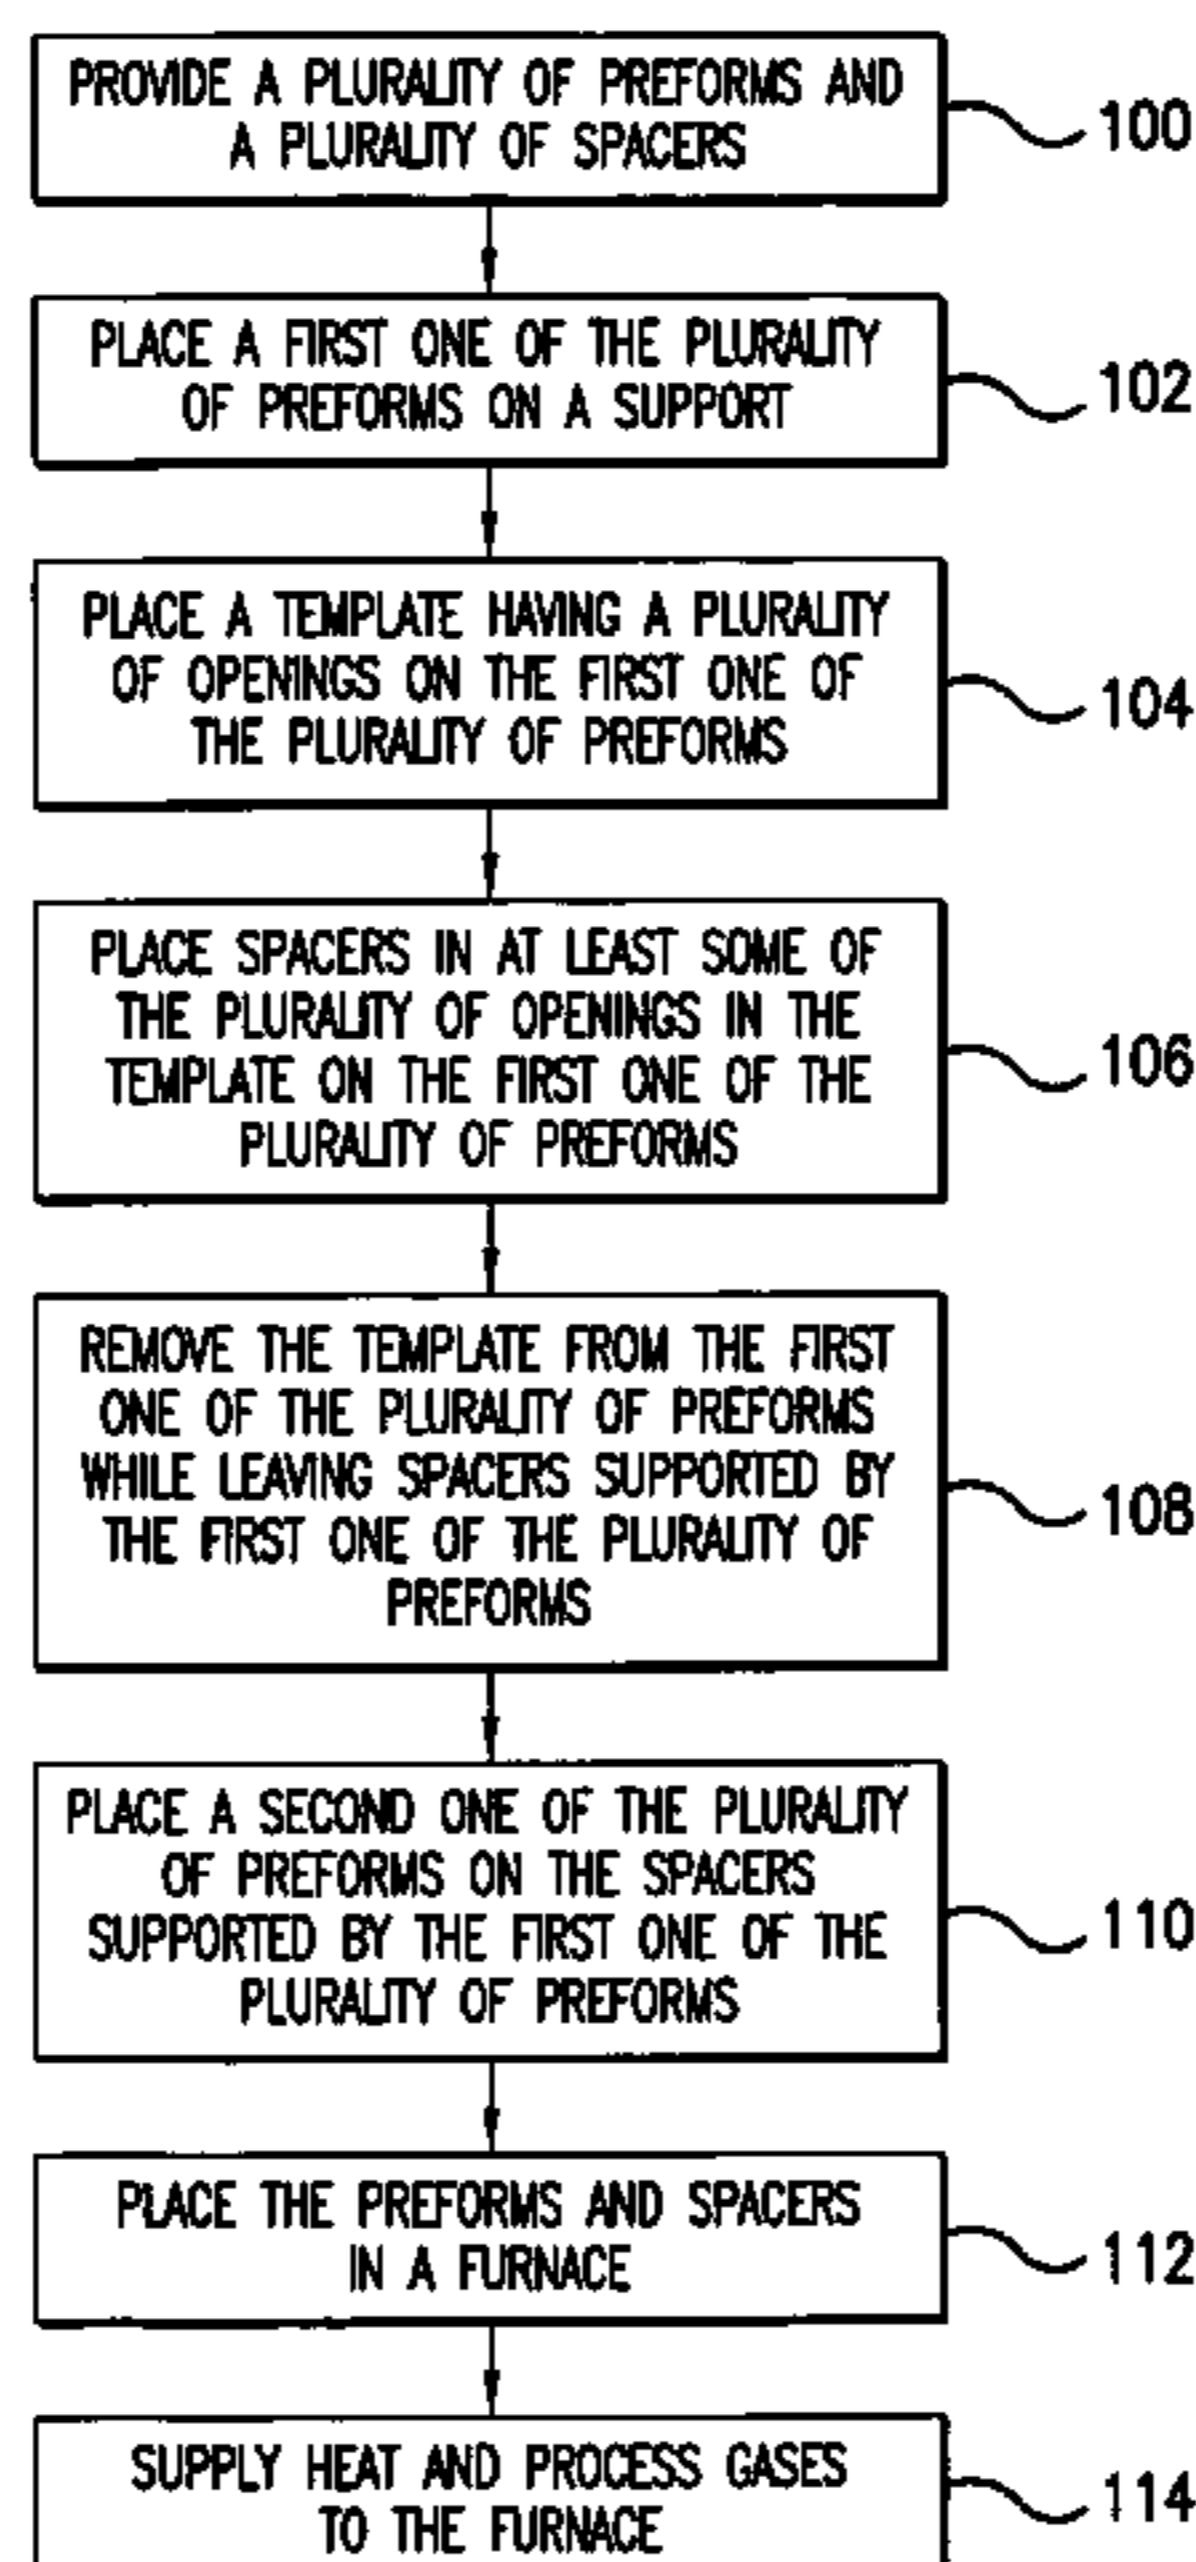 PROVIDE A PLURALITY OF PREFORMS AND
A PLURALITY OF SPACERS
100
PLACE A FIRST ONE OF THE PLURALITY
OF PREFORMS ON A SUPPORT
102
PLACE A TEMPLATE HAVING A PLURALITY
OF OPENINGS ON THE FIRST ONE OF
THE PLURALITY OF PREFORMS
104
PLACE SPACERS IN AT LEAST SOME OF
THE PLURALITY OF OPENINGS IN THE
TEMPLATE ON THE FIRST ONE OF THE
PLURALITY OF PREFORMS
106
REMOVE THE TEMPLATE FROM THE FIRST
ONE OF THE PLURALITY OF PREFORMS
WHILE LEAVING SPACERS SUPPORTED BY
THE FIRST ONE OF THE PLURALITY OF
PREFORMS
108
PLACE A SECOND ONE OF THE PLURALITY
OF PREFORMS ON THE SPACERS
SUPPORTED BY THE FIRST ONE OF THE
PLURALITY OF PREFORMS
110
PLACE THE PREFORMS AND SPACERS
IN A FURNACE
112
SUPPLY HEAT AND PROCESS GASES
TO THE FURNACE
114